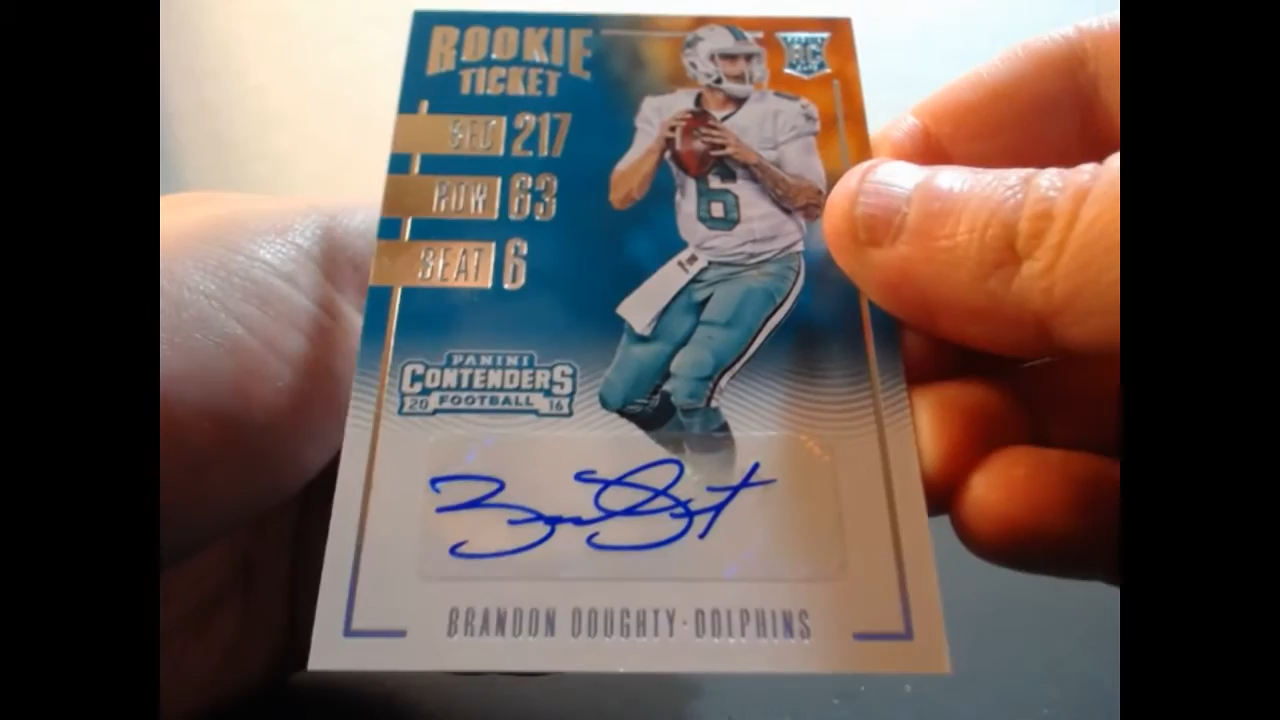 ROOKIE
TICKET
RC
SEC 217
ROW 63
SEAT 6
6
PANINI
CONTENDERS
20 FOOTBALL 16
BRANDON DOUGHTY·DOLPHINS